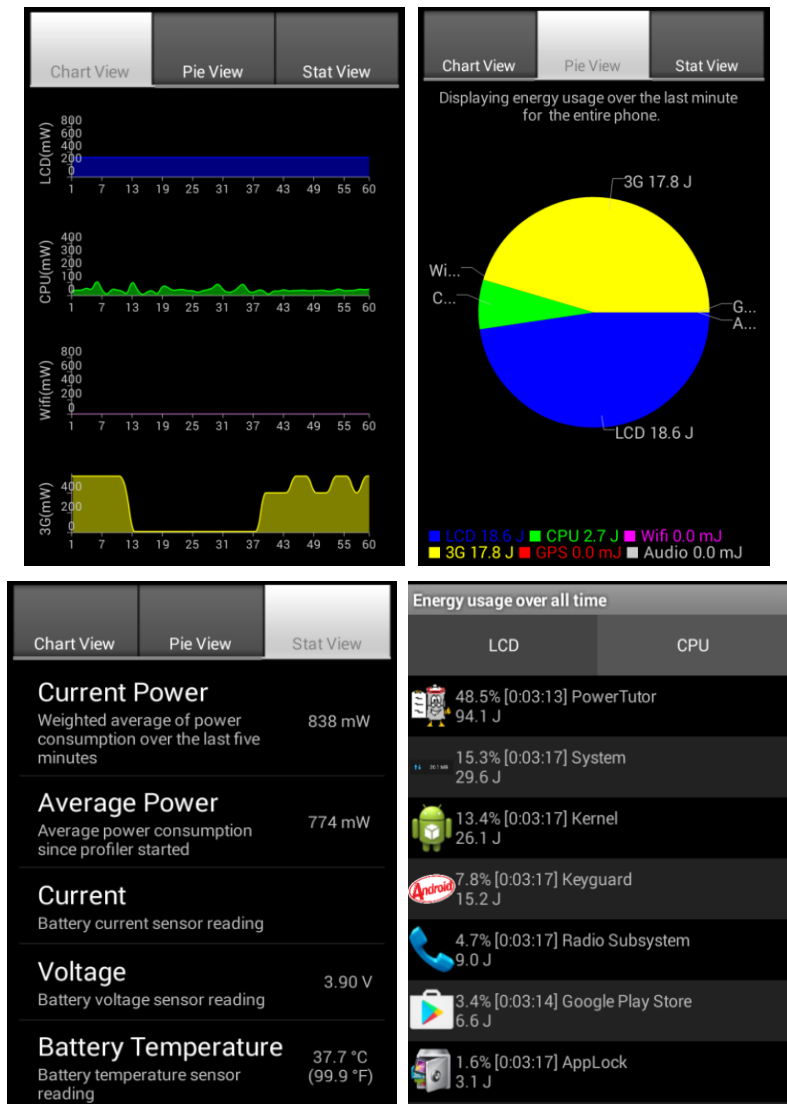 Chart View
Pie View
Stat View
LCD(mW)
800
600
400
200
0
1 7 13 19 25 31 37 43 49 55 60
CPU(mW)
400
300
200
100
0
1 7 13 19 25 31 37 43 49 55 60
Wifi(mW)
800
600
400
200
0
1 7 13 19 25 31 37 43 49 55 60
3G(mW)
400
200
0
1 7 13 19 25 31 37 43 49 55 60
Chart View
Pie View
Stat View
Displaying energy usage over the last minute
for the entire phone.
3G 17.8 J
Wi...
C...
G...
A...
LCD 18.6 J
LCD 18.6 J CPU 2.7 J Wifi 0.0 mJ
3G 17.8 J GPS 0.0 mJ Audio 0.0 mJ
Chart View
Pie View
Stat View
Current Power
Weighted average of power
consumption over the last five
minutes
838 mW
Average Power
Average power consumption
since profiler started
774 mW
Current
Battery current sensor reading
Voltage
Battery voltage sensor reading
3.90 V
Battery Temperature
Battery temperature sensor
reading
37.7 °C
(99.9 °F)
Energy usage over all time
LCD
CPU
48.5% [0:03:13] PowerTutor
94.1 J
15.3% [0:03:17] System
29.6 J
13.4% [0:03:17] Kernel
26.1 J
Android
7.8% [0:03:17] Keyguard
15.2 J
4.7% [0:03:17] Radio Subsystem
9.0 J
3.4% [0:03:14] Google Play Store
6.6 J
1.6% [0:03:17] AppLock
3.1 J